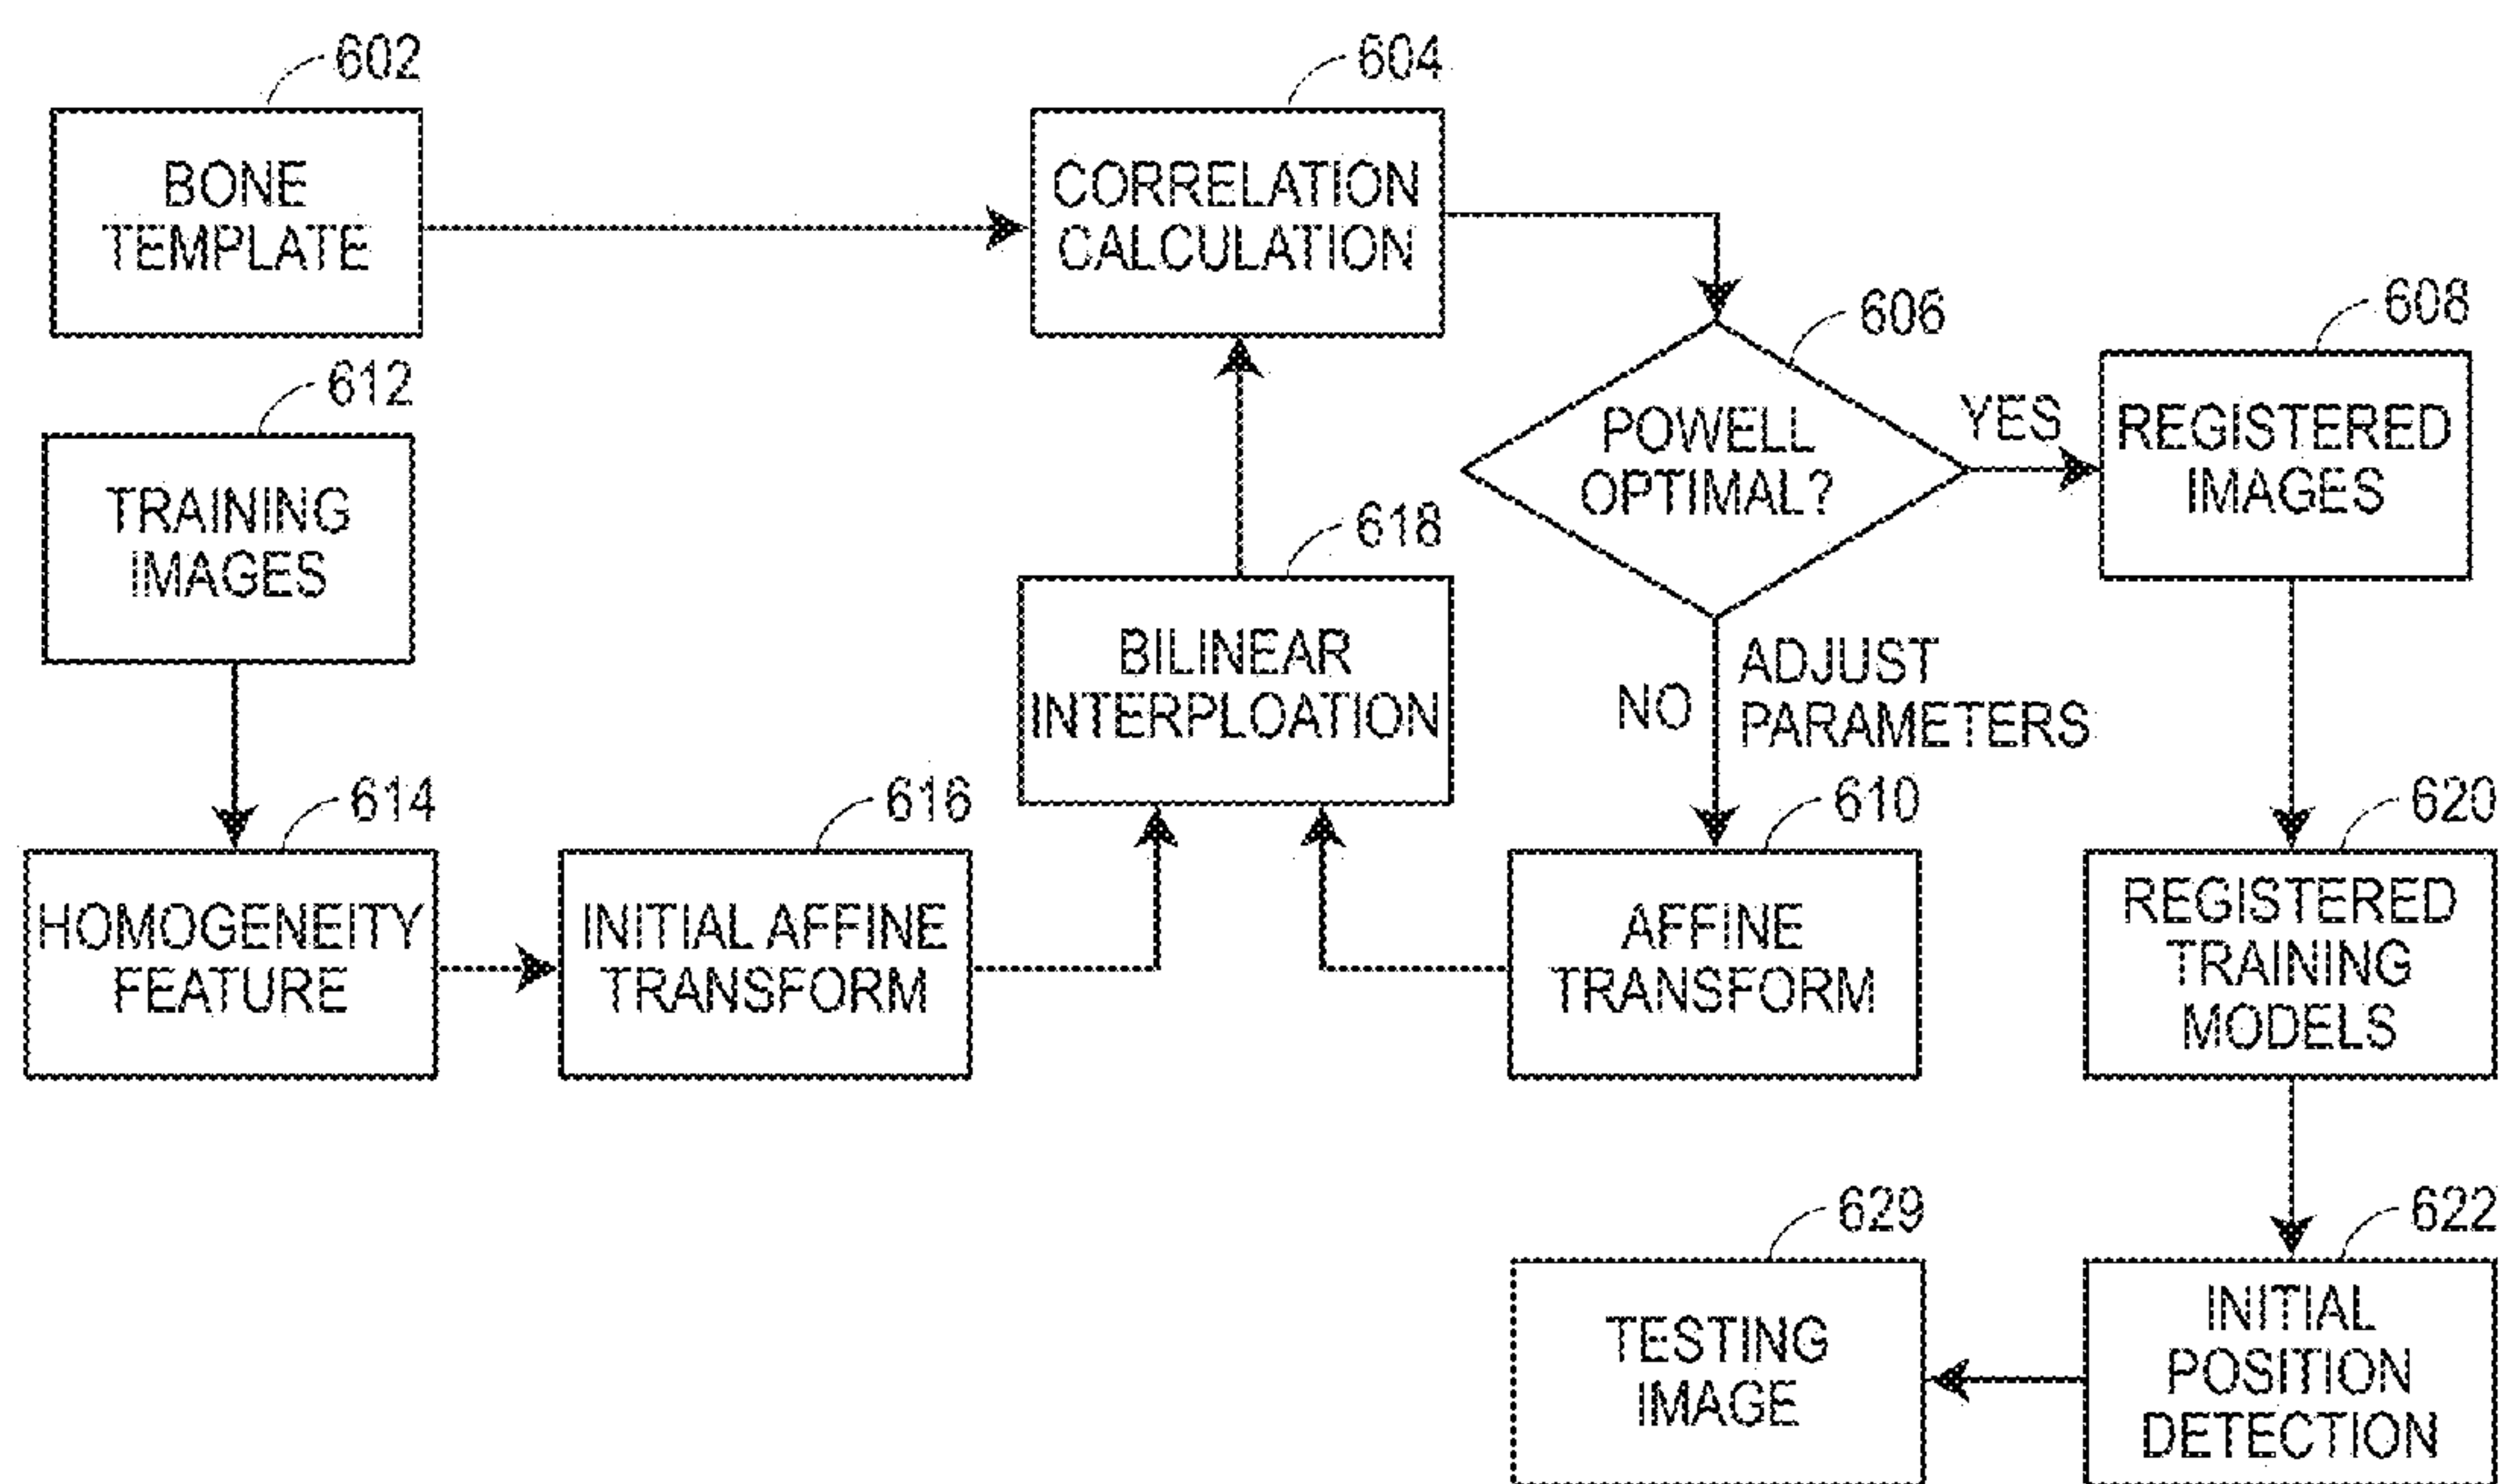 602
BONE
TEMPLATE
604
CORRELATION
CALCULATION
606
POWELL
OPTIMAL?
YES
608
REGISTERED
IMAGES
612
TRAINING
IMAGES
618
BILINEAR
INTERPLOATION
NO
ADJUST
PARAMETERS
614
HOMOGENEITY
FEATURE
616
INITIAL AFFINE
TRANSFORM
610
AFFINE
TRANSFORM
620
REGISTERED
TRAINING
MODELS
629
TESTING
IMAGE
622
INITIAL
POSITION
DETECTION